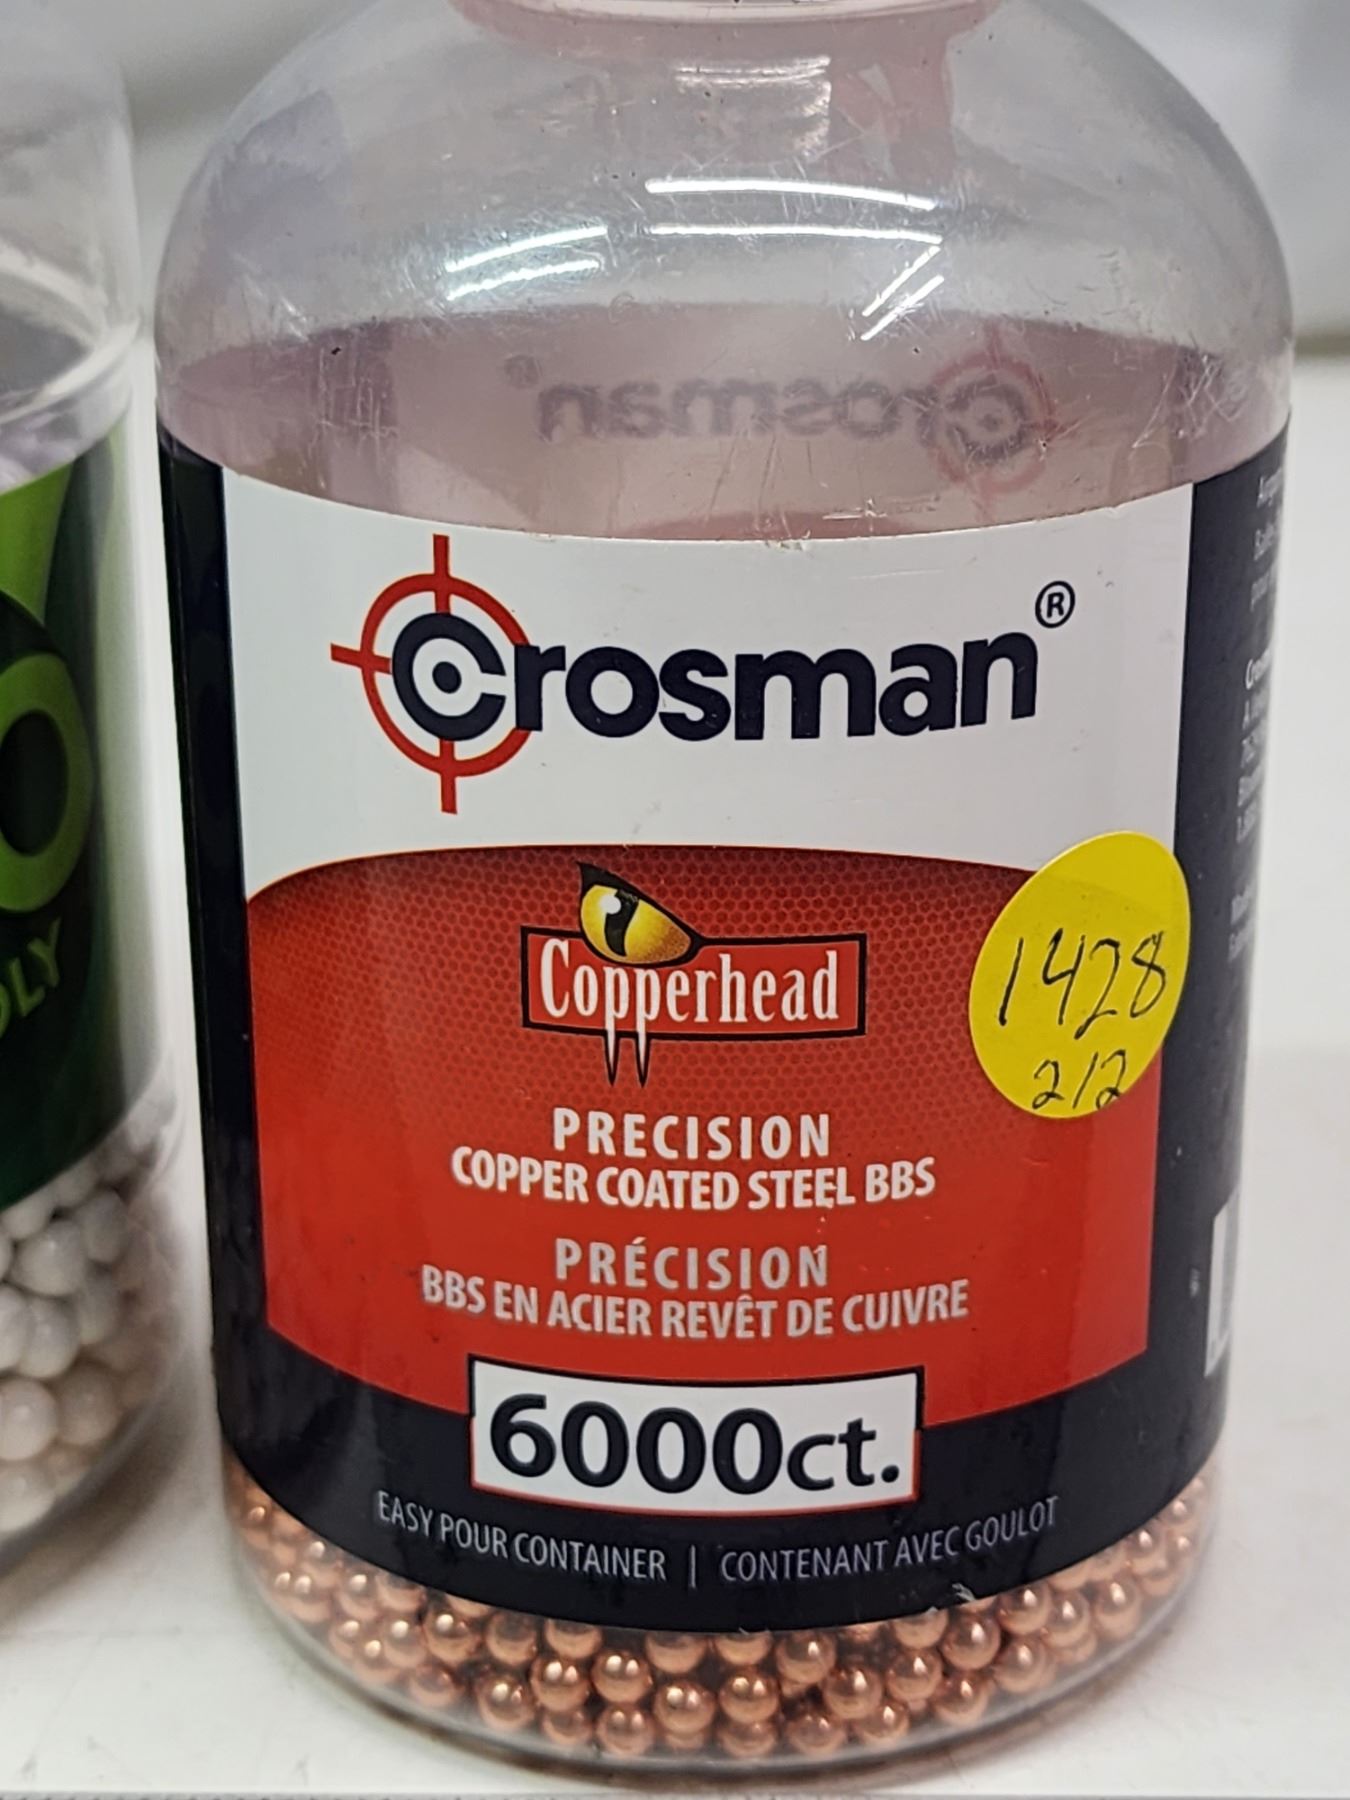 Crosman®
Copperhead
1428
2/2
PRECISION
COPPER COATED STEEL BBS
PRÉCISION
BBS EN ACIER REVÊT DE CUIVRE
6000ct.
EASY POUR CONTAINER | CONTENANT AVEC GOULOT